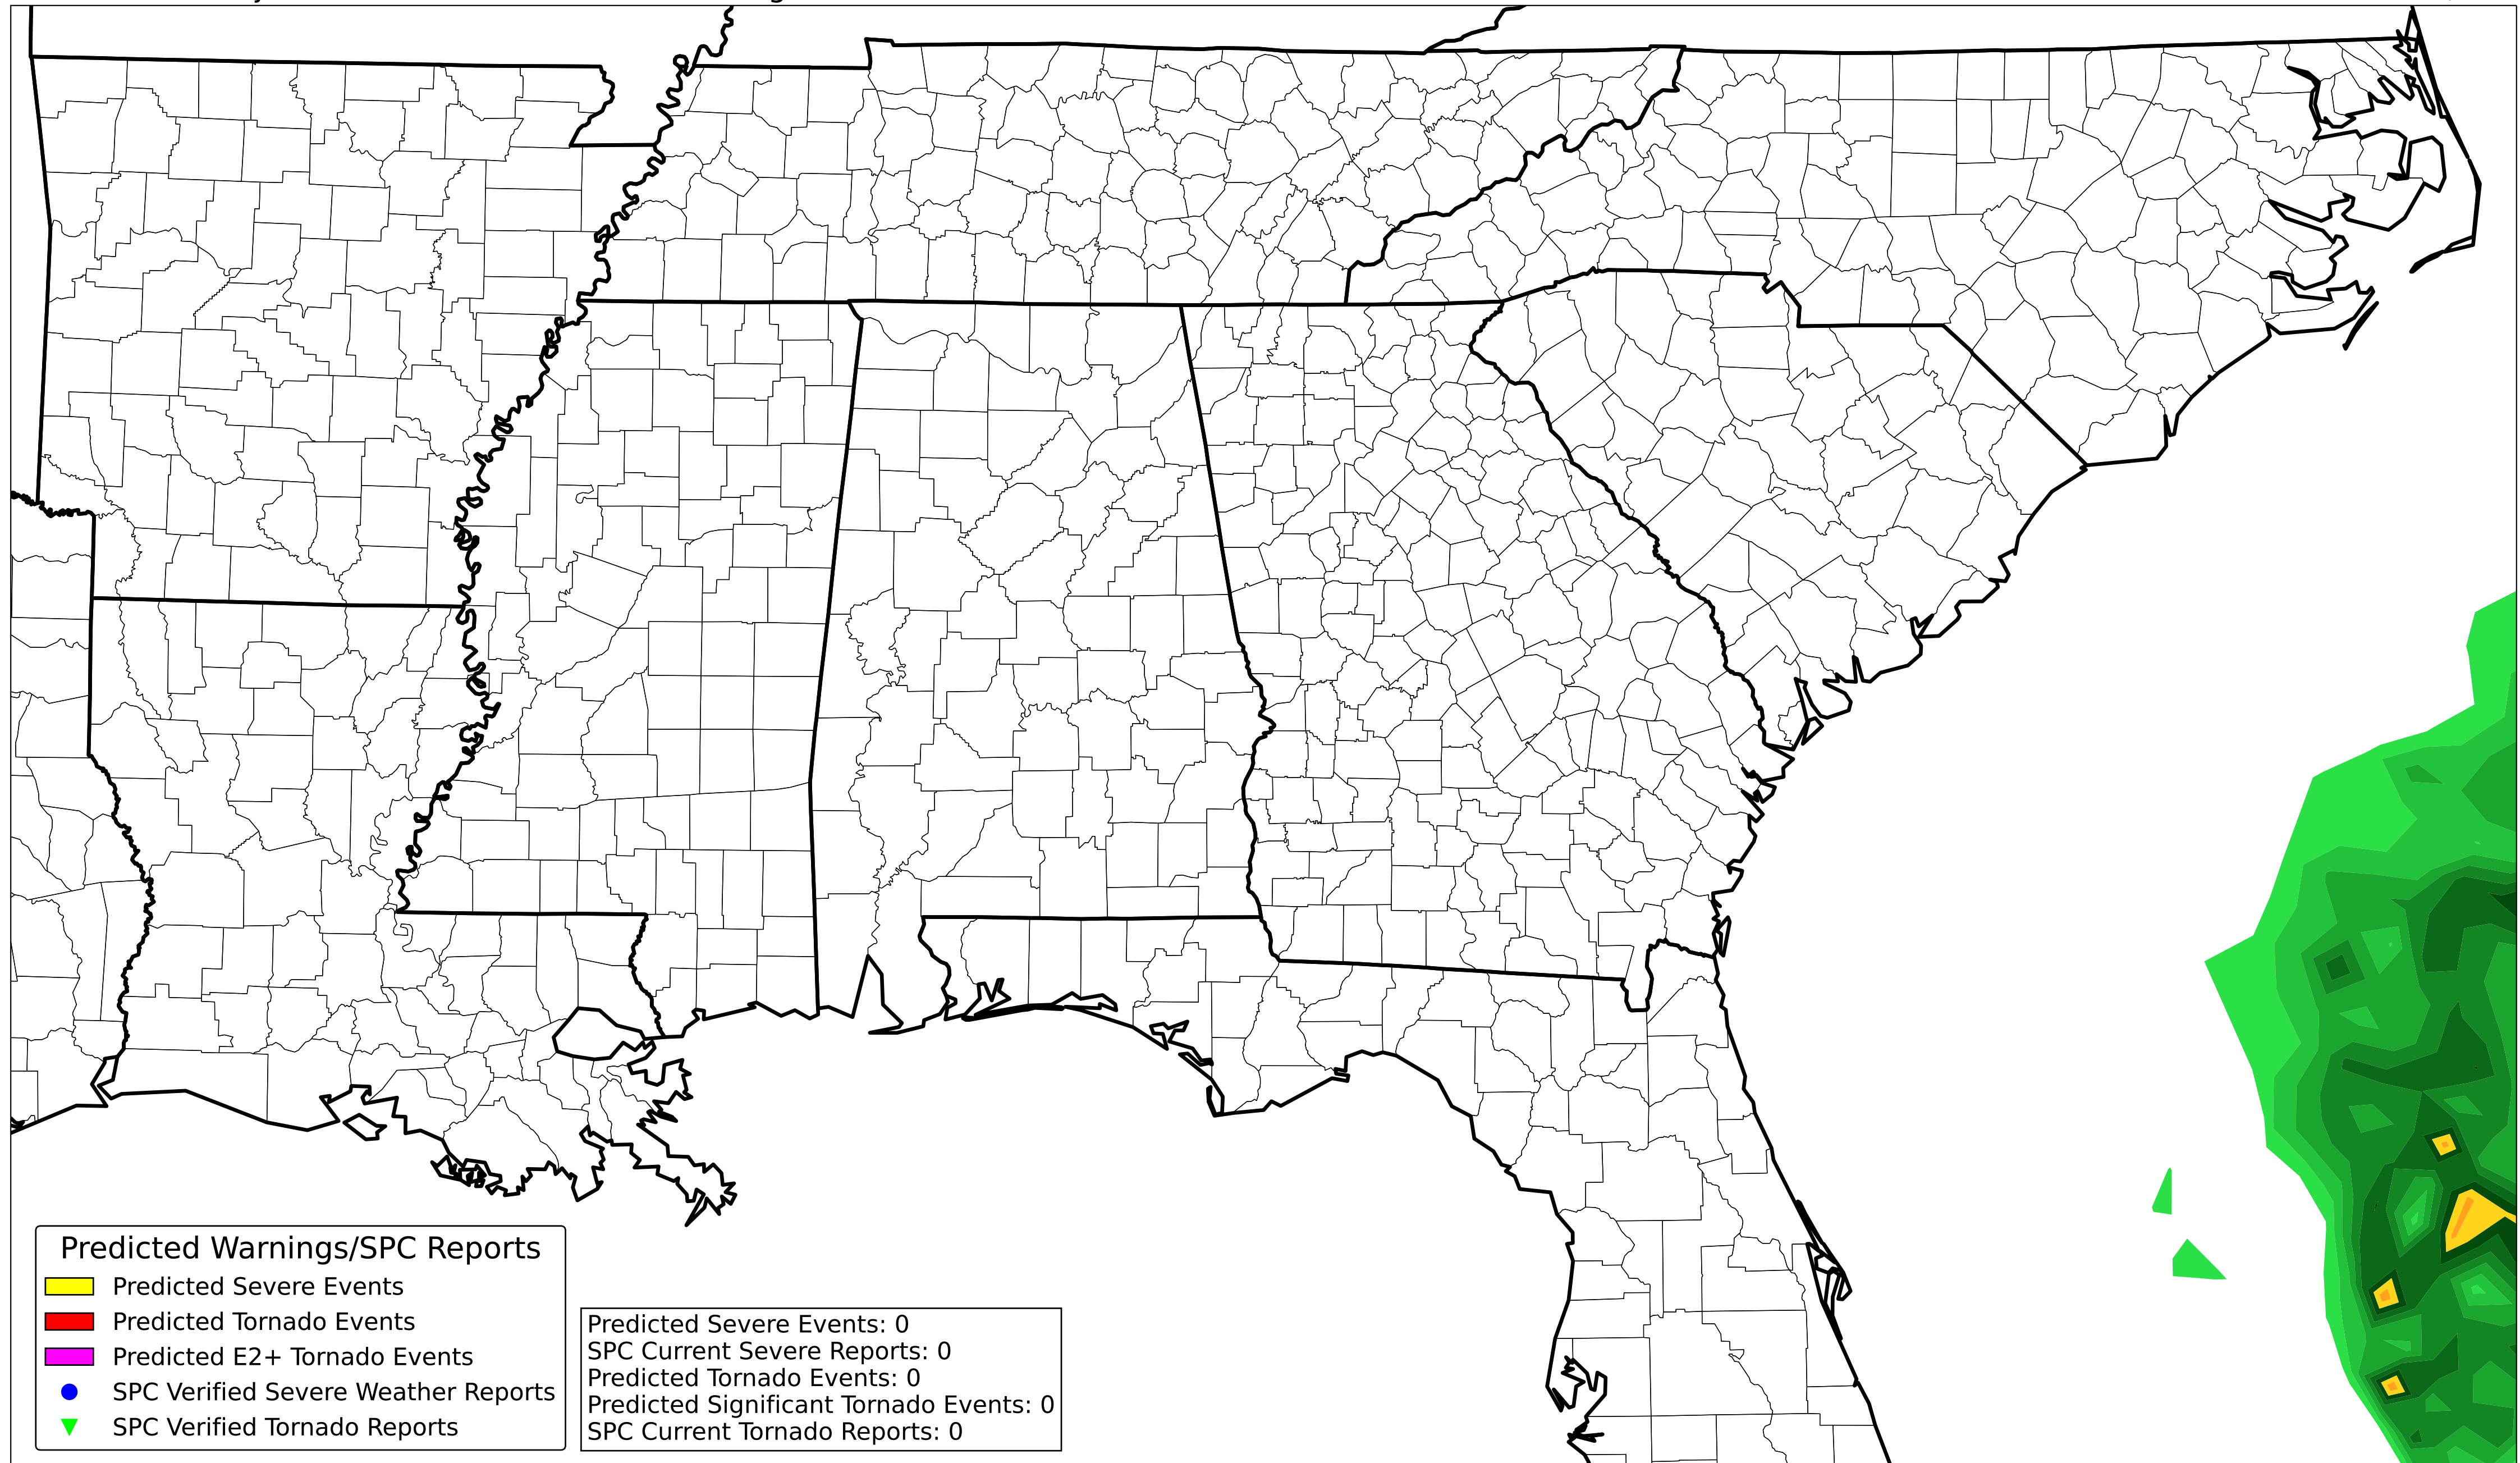 Predicted Warnings/SPC Reports
Predicted Severe Events
Predicted Tornado Events
Predicted E2+ Tornado Events
SPC Verified Severe Weather Reports
SPC Verified Tornado Reports
Predicted Severe Events: 0
SPC Current Severe Reports: 0
Predicted Tornado Events: 0
Predicted Significant Tornado Events: 0
SPC Current Tornado Reports: 0